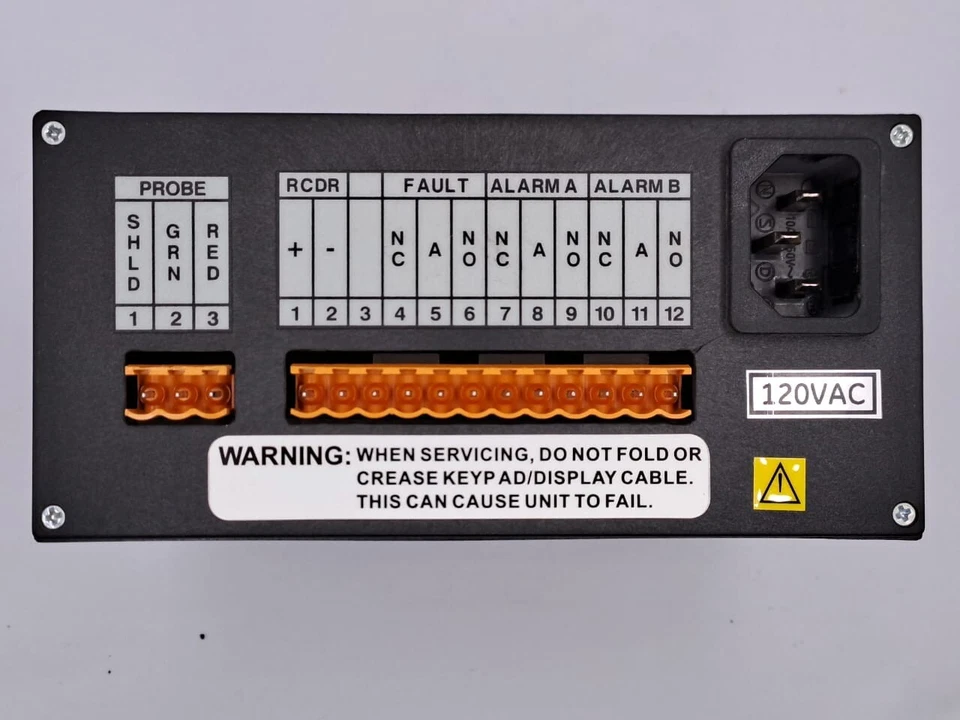 PROBE
SHLD GRN RED
1 2 3
RCDR FAULT ALARM A ALARM B
+ - NC A NO NC A NO NC A NO
1 2 3 4 5 6 7 8 9 10 11 12
120VAC
WARNING: WHEN SERVICING, DO NOT FOLD OR
CREASE KEYPAD/DISPLAY CABLE.
THIS CAN CAUSE UNIT TO FAIL.